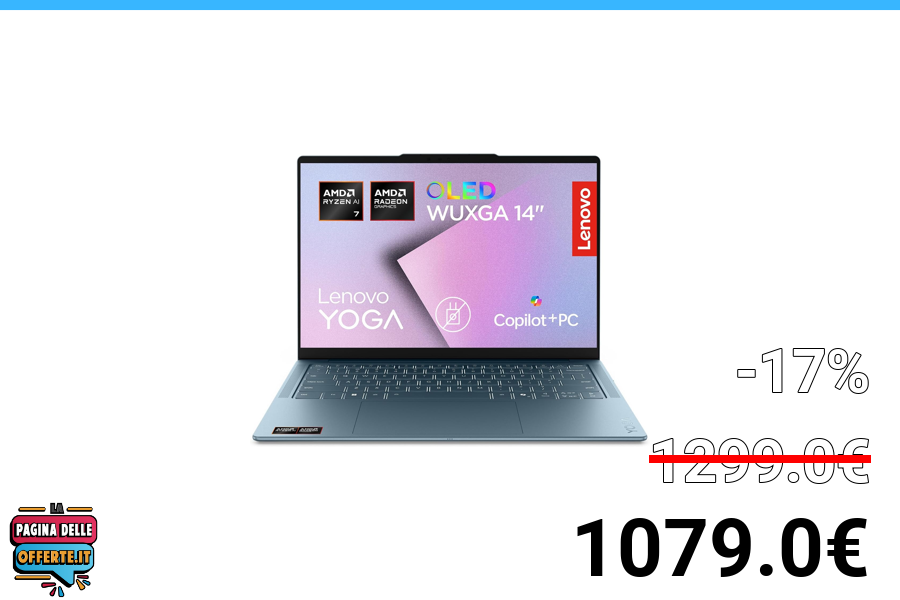 AMD
RYZEN AI
7
AMD
RADEON
GRAPHICS
OLED
WUXGA 14"
Lenovo
Lenovo
YOGA
Copilot+PC
-17%
1299.0€
1079.0€
LA
PAGINA DELLE
OFFERTE.IT